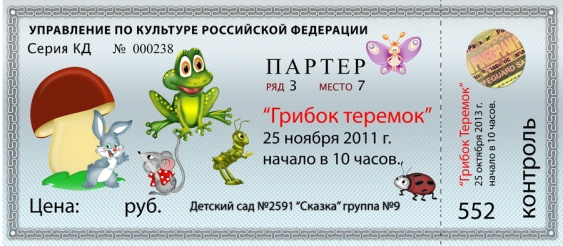 УПРАВЛЕНИЕ ПО КУЛЬТУРЕ РОССИЙСКОЙ ФЕДЕРАЦИИ
Серия КД № 000238
ПАРТЕР
РЯД 3 МЕСТО 7
"Грибок теремок"
25 ноября 2011 г.
начало в 10 часов.
Цена: руб.
Детский сад №2591 "Сказка" группа №9
"Грибок Теремок"
25 октября 2013 г.
начало в 10 часов.
контроль
552